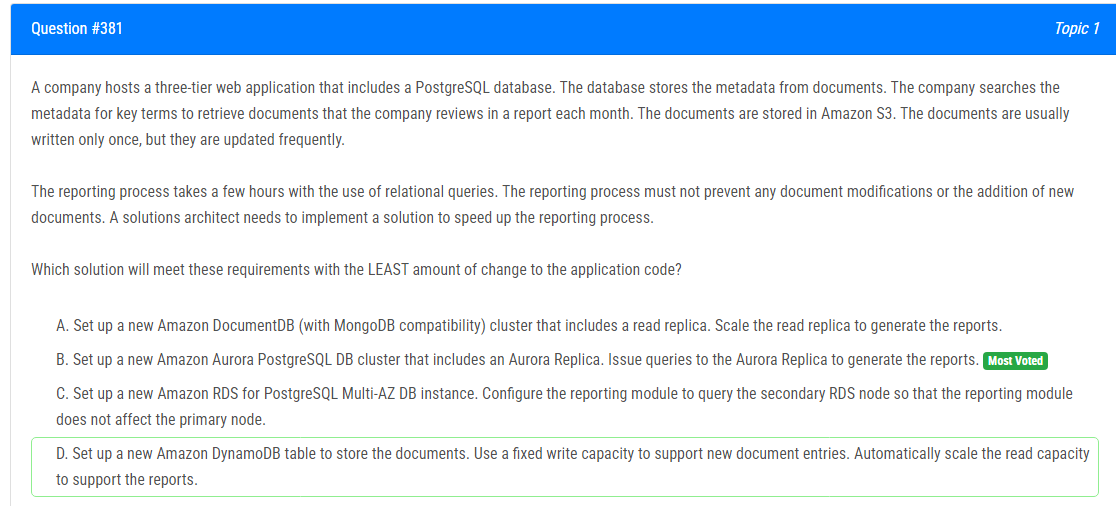 Question #381
Topic 1
A company hosts a three-tier web application that includes a PostgreSQL database. The database stores the metadata from documents. The company searches the
metadata for key terms to retrieve documents that the company reviews in a report each month. The documents are stored in Amazon S3. The documents are usually
written only once, but they are updated frequently.
The reporting process takes a few hours with the use of relational queries. The reporting process must not prevent any document modifications or the addition of new
documents. A solutions architect needs to implement a solution to speed up the reporting process.
Which solution will meet these requirements with the LEAST amount of change to the application code?
A. Set up a new Amazon DocumentDB (with MongoDB compatibility) cluster that includes a read replica. Scale the read replica to generate the reports.
B. Set up a new Amazon Aurora PostgreSQL DB cluster that includes an Aurora Replica. Issue queries to the Aurora Replica to generate the reports. Most Voted
C. Set up a new Amazon RDS for PostgreSQL Multi-AZ DB instance. Configure the reporting module to query the secondary RDS node so that the reporting module
does not affect the primary node.
D. Set up a new Amazon DynamoDB table to store the documents. Use a fixed write capacity to support new document entries. Automatically scale the read capacity
to support the reports.